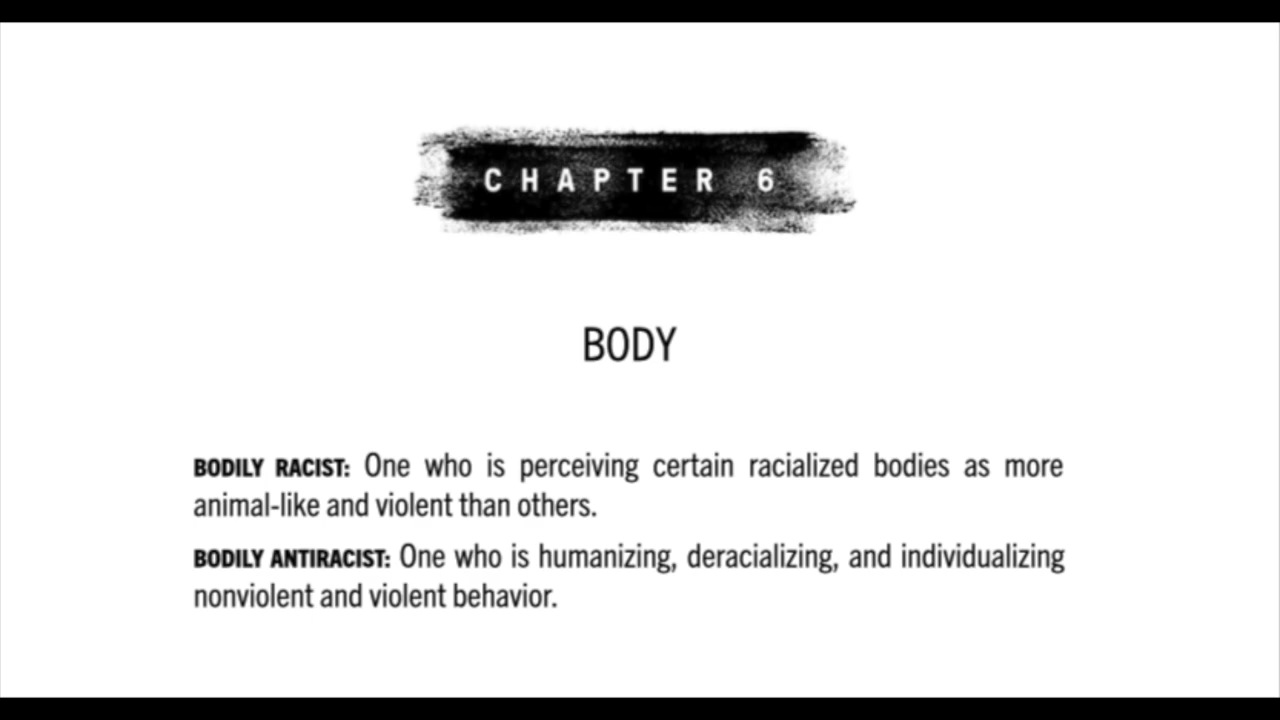 CHAPTER 6
BODY
BODILY RACIST: One who is perceiving certain racialized bodies as more
animal-like and violent than others.
BODILY ANTIRACIST: One who is humanizing, deracializing, and individualizing
nonviolent and violent behavior.